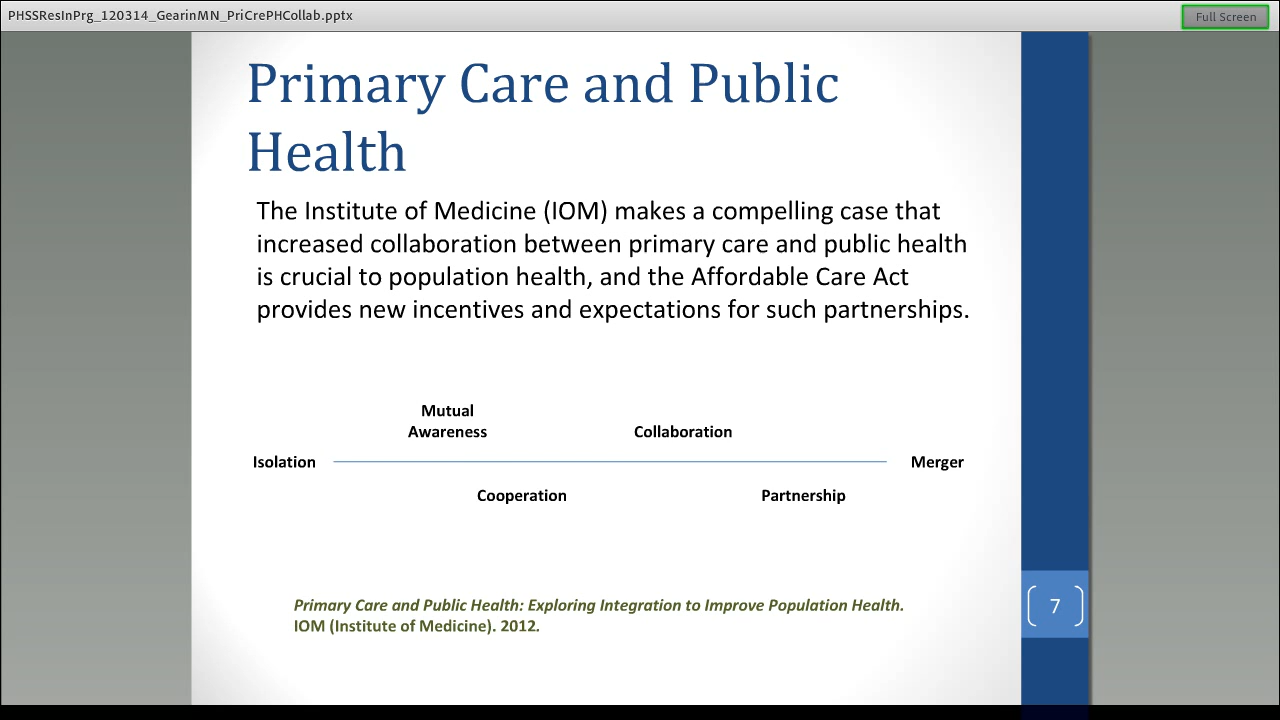 PHSSResInPrg_120314_GearinMN_PriCrePHCollab.pptx
Full Screen
Primary Care and Public
Health
The Institute of Medicine (IOM) makes a compelling case that
increased collaboration between primary care and public health
is crucial to population health, and the Affordable Care Act
provides new incentives and expectations for such partnerships.
Mutual
Awareness
Collaboration
Isolation
Merger
Cooperation
Partnership
Primary Care and Public Health: Exploring Integration to Improve Population Health.
IOM (Institute of Medicine). 2012.
7